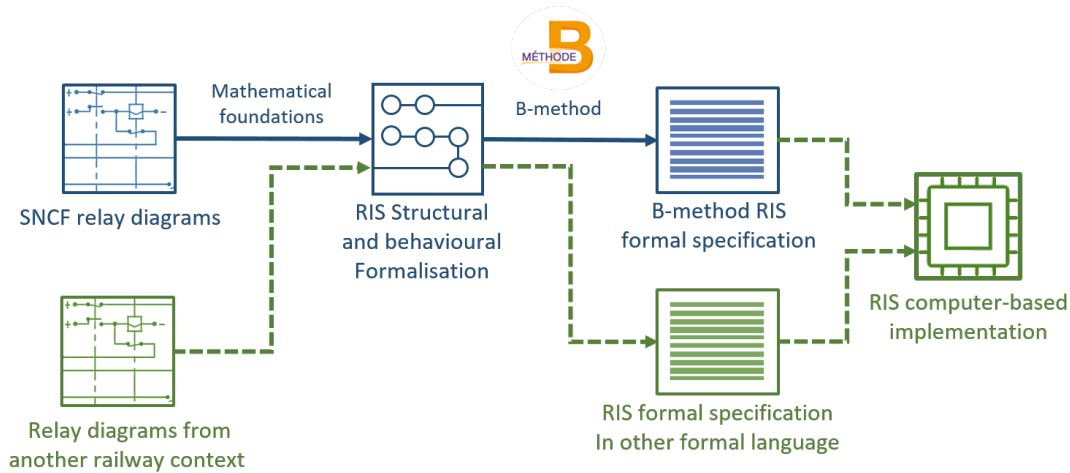 MÉTHODE B
Mathematical
foundations
B-method
SNCF relay diagrams
RIS Structural
and behavioural
Formalisation
B-method RIS
formal specification
RIS computer-based
implementation
Relay diagrams from
another railway context
RIS formal specification
In other formal language